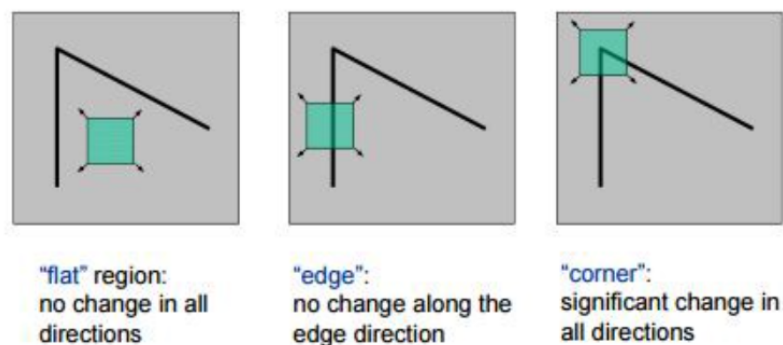 "flat" region:
no change in all
directions
"edge":
no change along the
edge direction
"corner":
significant change in
all directions